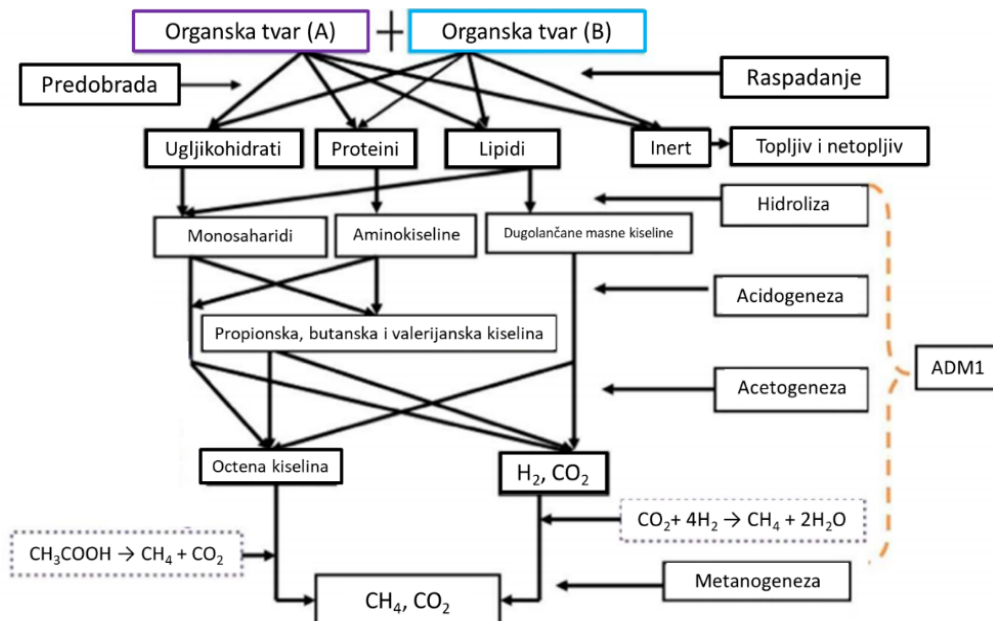 Organska tvar (A)
+
Organska tvar (B)
Predobrada
Raspadanje
Ugljikohidrati
Proteini
Lipidi
Inert
Topljiv i netopljiv
Hidroliza
Monosaharidi
Aminokiseline
Dugolančane masne kiseline
Acidogeneza
Propionska, butanska i valerijanska kiselina
ADM1
Acetogeneza
Octena kiselina
H₂, CO₂
CO₂+ 4H₂ → CH₄ + 2H₂O
CH₃COOH → CH₄ + CO₂
Metanogeneza
CH₄, CO₂